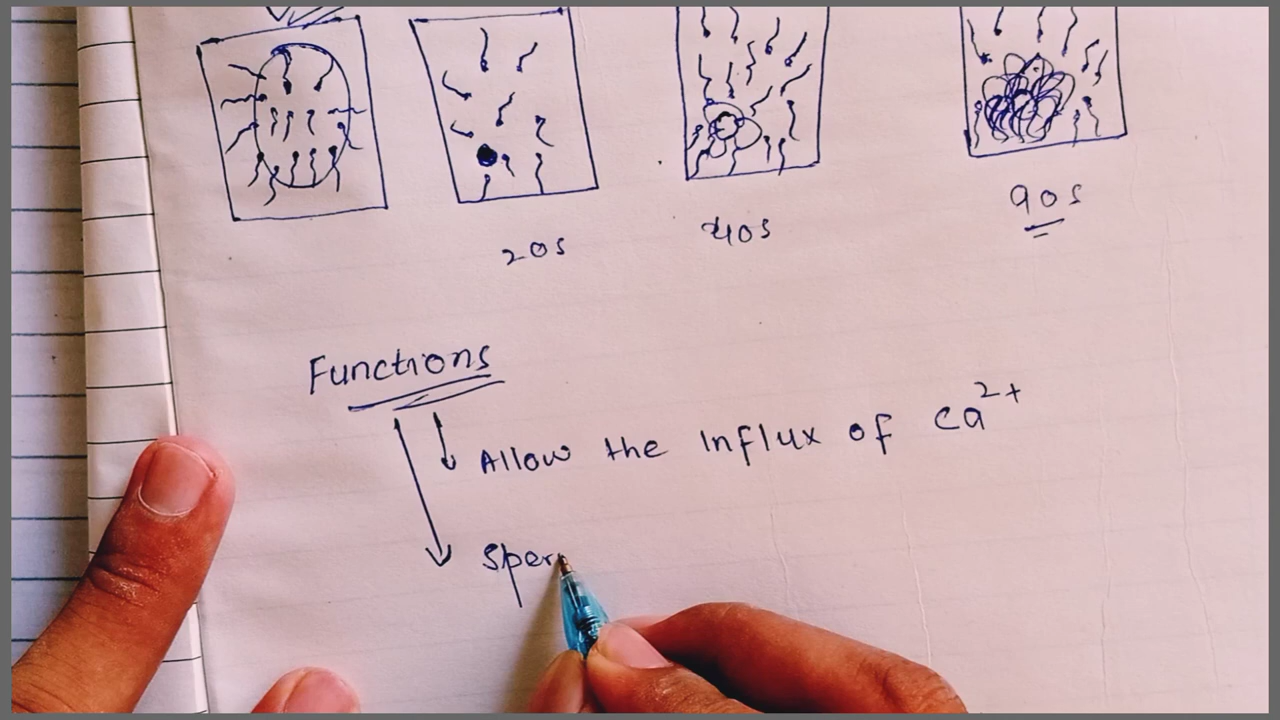 20s
40s
90s
Functions
Allow the Influx of Ca²⁺
Sper